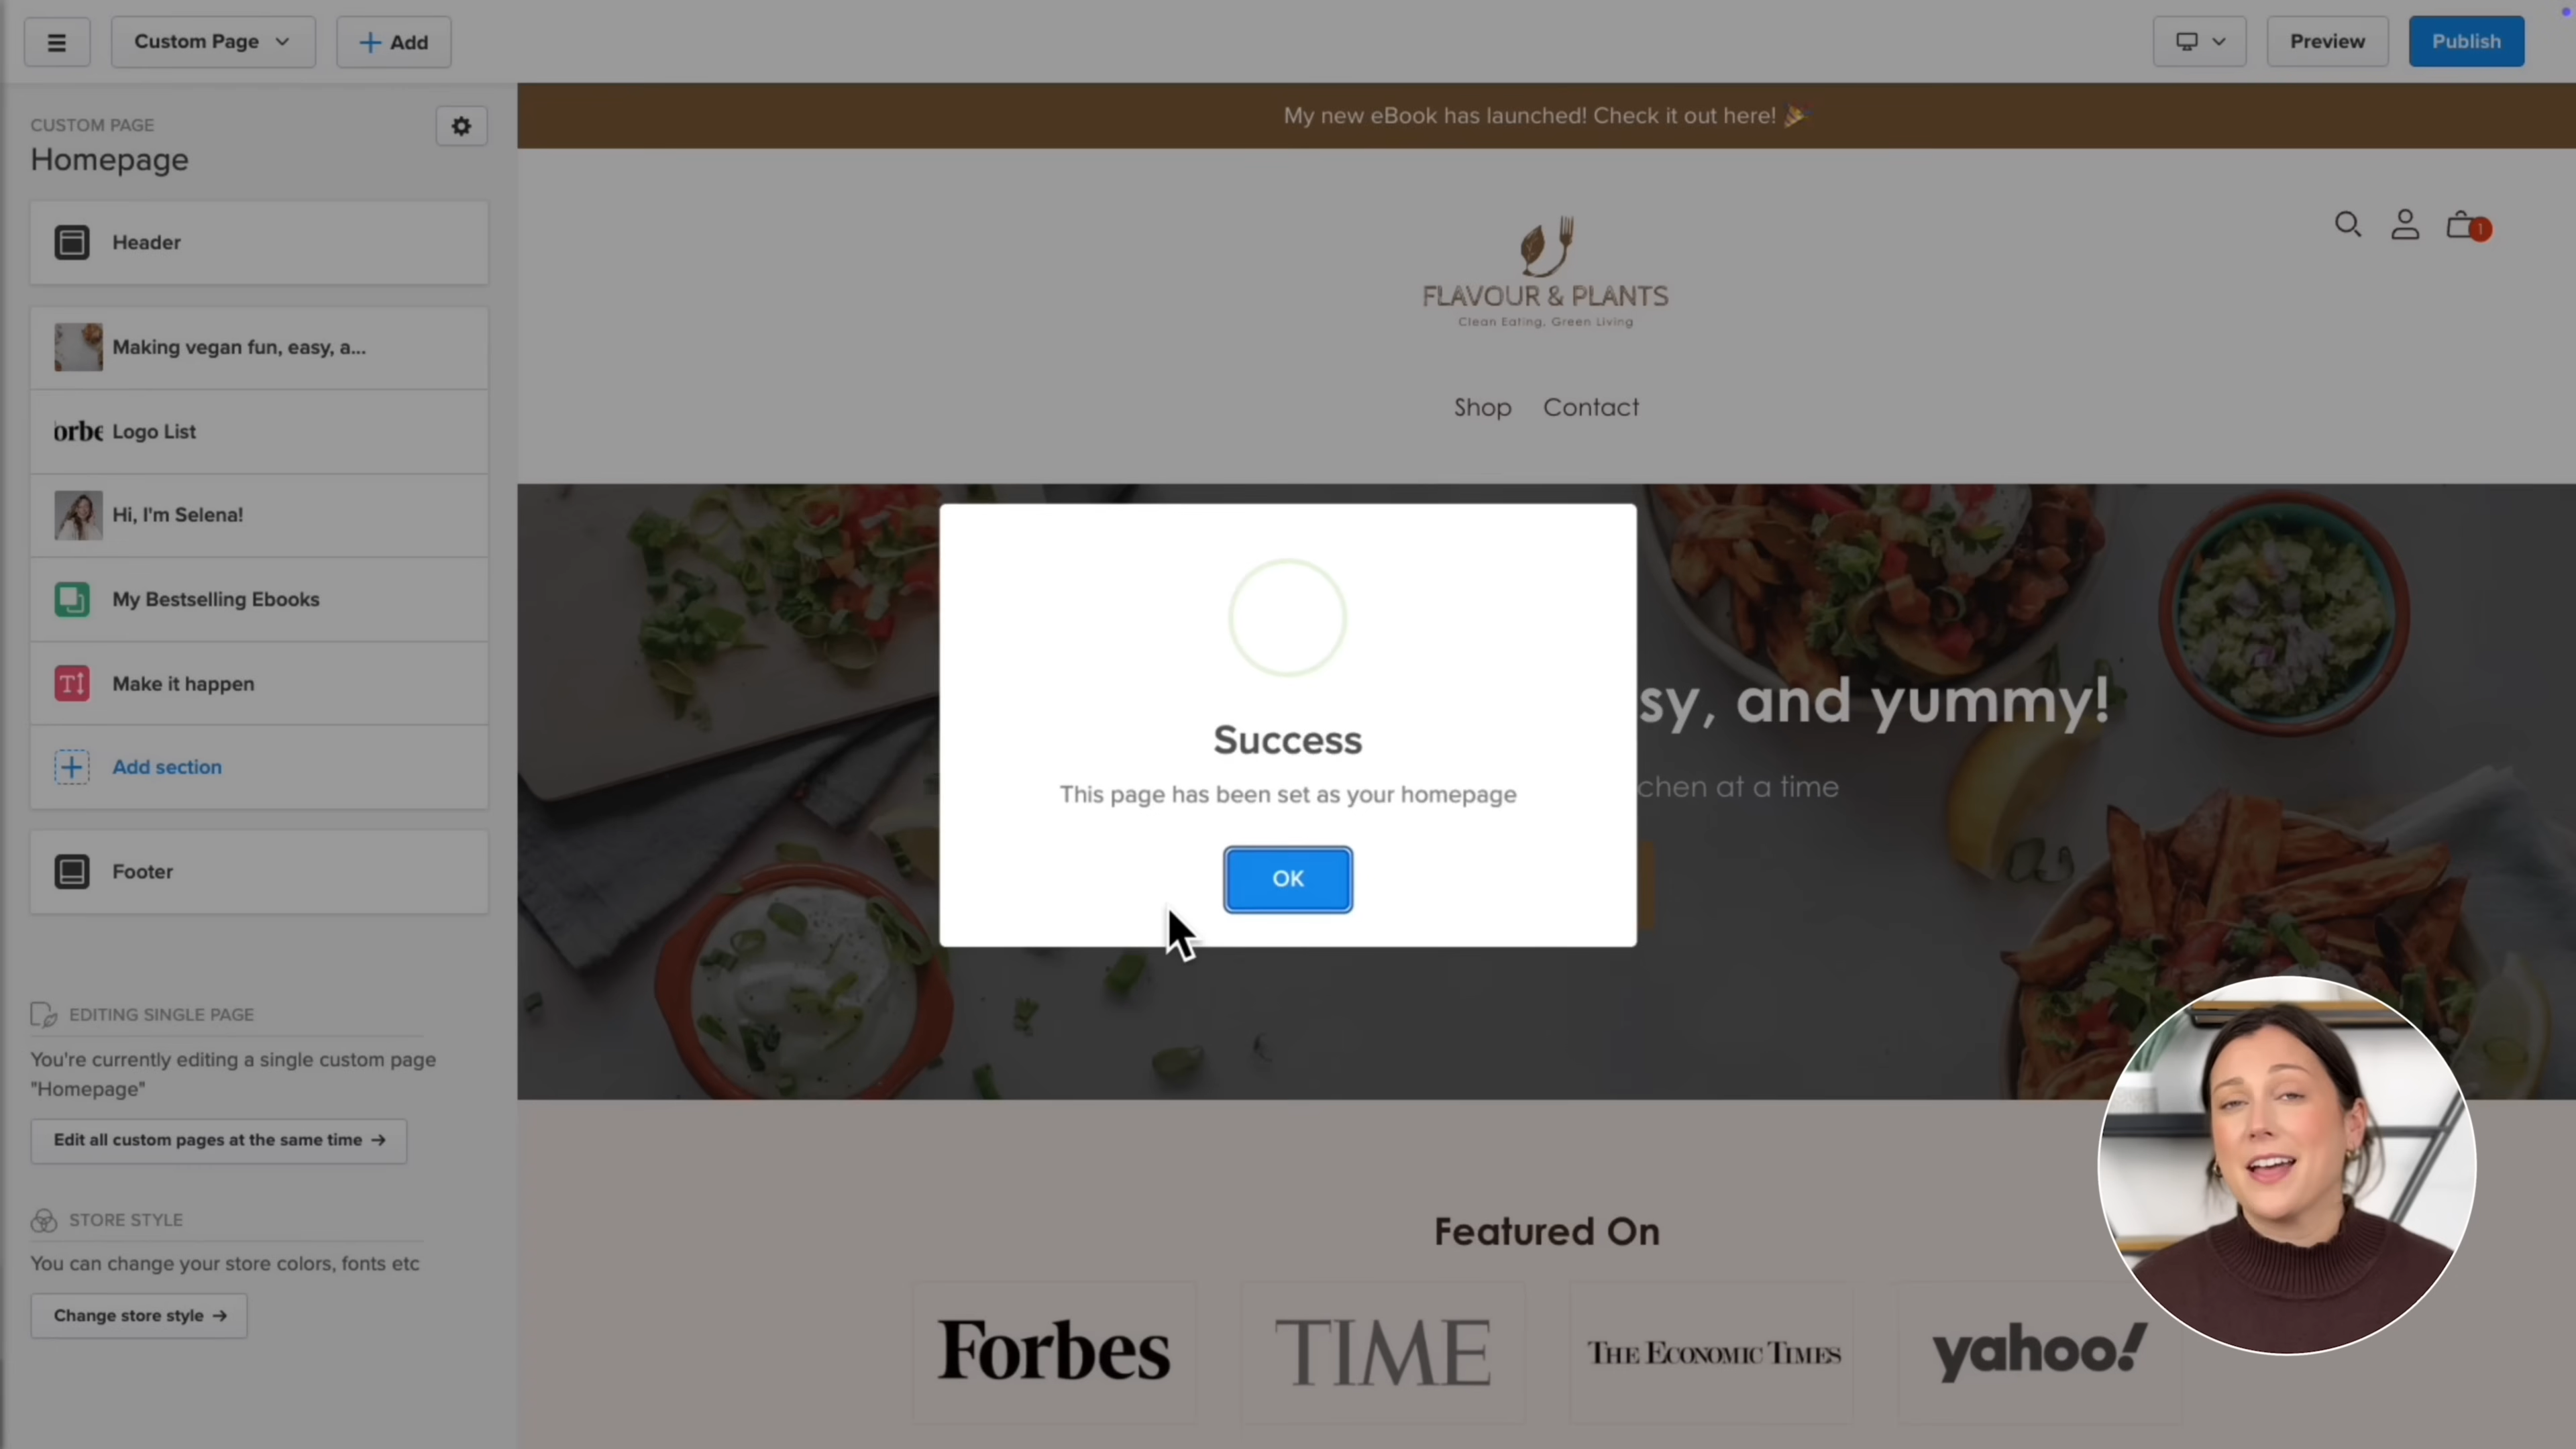 Custom Page
Add
Preview
Publish
CUSTOM PAGE
Homepage
Header
Making vegan fun, easy, a...
orbe
Logo List
Hi, I'm Selena!
My Bestselling Ebooks
Make it happen
Add section
Footer
EDITING SINGLE PAGE
You're currently editing a single custom page
"Homepage"
Edit all custom pages at the same time →
STORE STYLE
You can change your store colors, fonts etc
Change store style →
My new eBook has launched! Check it out here! 🎉
1
FLAVOUR & PLANTS
Clean Eating, Green Living
Shop Contact
sy, and yummy!
chen at a time
Success
This page has been set as your homepage
OK
Featured On
Forbes
TIME
THE ECONOMIC TIMES
yahoo!